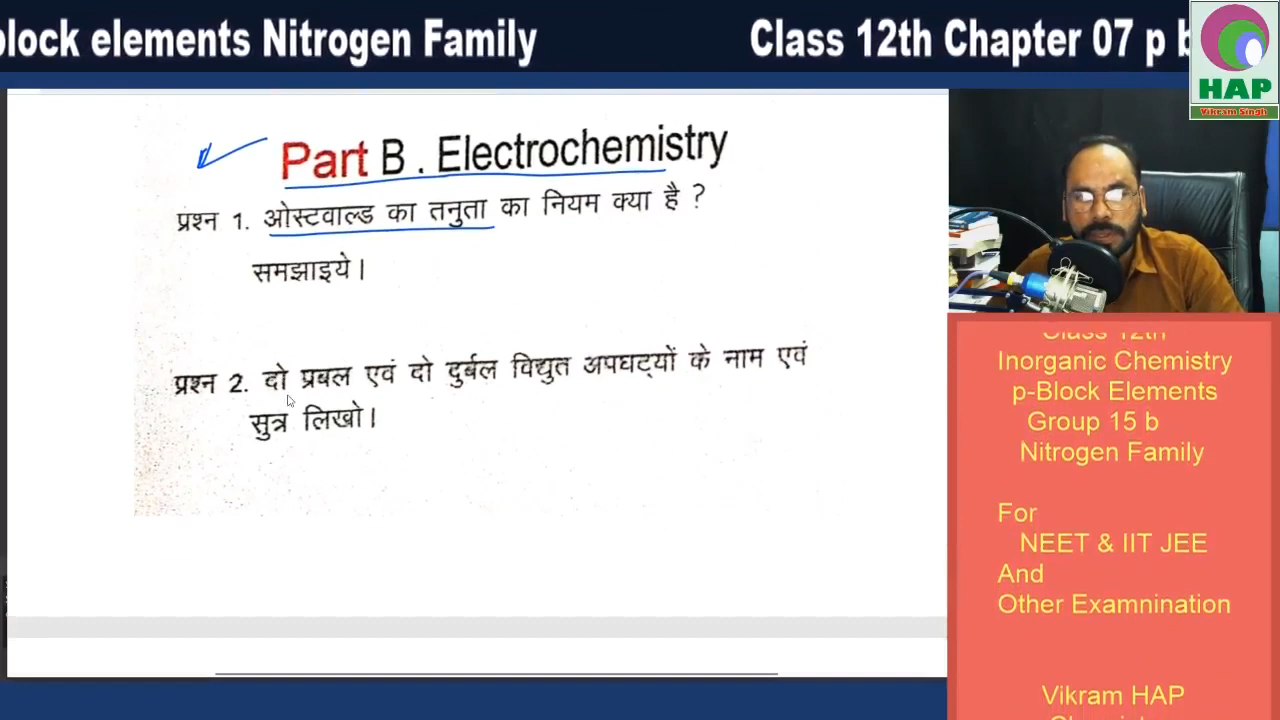 block elements Nitrogen Family
Class 12th Chapter 07 p b
HAP
Vikram Singh
Part B . Electrochemistry
प्रश्न 1. ओस्टवाल्ड का तनुता का नियम क्या है ?
समझाइये।
प्रश्न 2. दो प्रबल एवं दो दुर्बल विद्युत अपघट्यों के नाम एवं
सुत्र लिखो।
Class 12th
Inorganic Chemistry
p-Block Elements
Group 15 b
Nitrogen Family
For
NEET & IIT JEE
And
Other Examnination
Vikram HAP